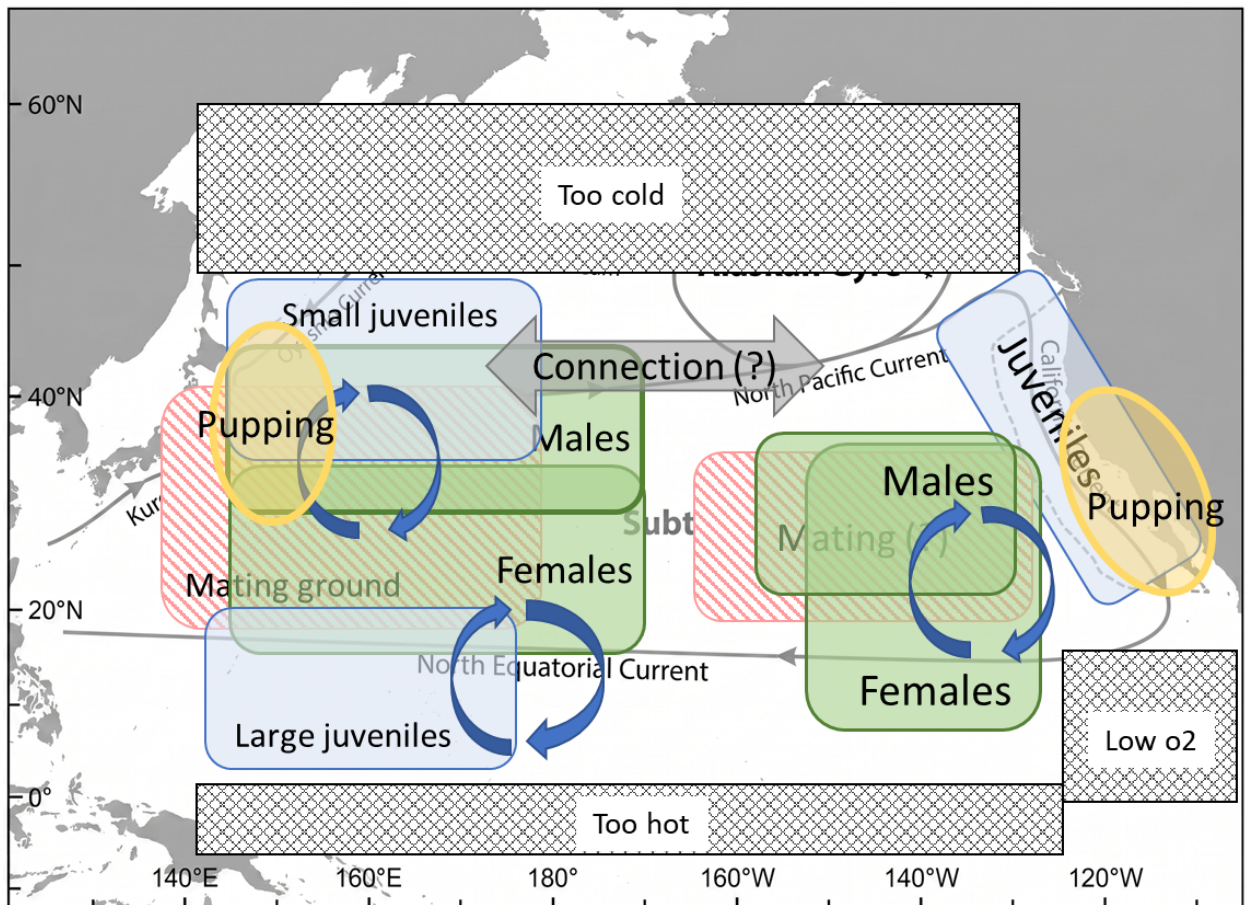 60°N
Too cold
Small juveniles
Connection (?)
North Pacific Current
40°N
Juveniles
Pupping
Males
Males
Pupping
Mating (?)
Subt
Females
Mating ground
20°N
North Equatorial Current
Females
Large juveniles
Low o2
0°
Too hot
140°E
160°E
180°
160°W
140°W
120°W